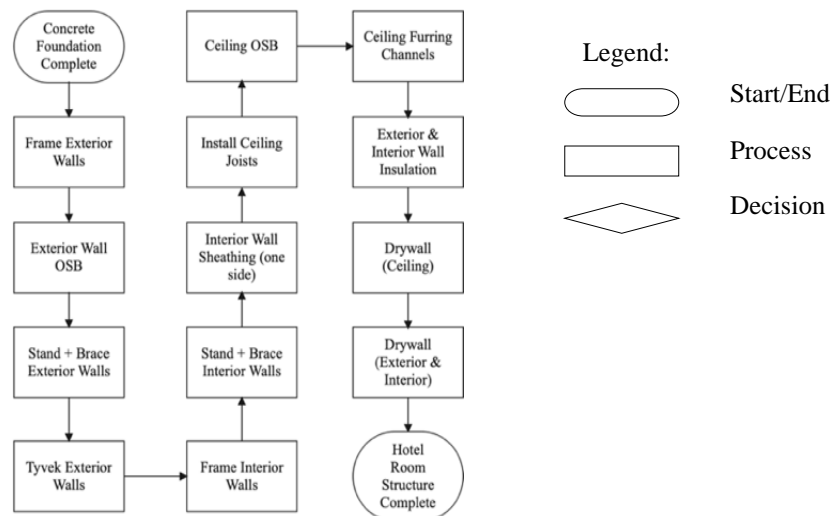 Concrete
Foundation
Complete
Frame Exterior
Walls
Exterior Wall
OSB
Stand + Brace
Exterior Walls
Tyvek Exterior
Walls
Frame Interior
Walls
Stand + Brace
Interior Walls
Interior Wall
Sheathing (one
side)
Install Ceiling
Joists
Ceiling OSB
Ceiling Furring
Channels
Exterior &
Interior Wall
Insulation
Drywall
(Ceiling)
Drywall
(Exterior &
Interior)
Hotel
Room
Structure
Complete
Legend:
Start/End
Process
Decision